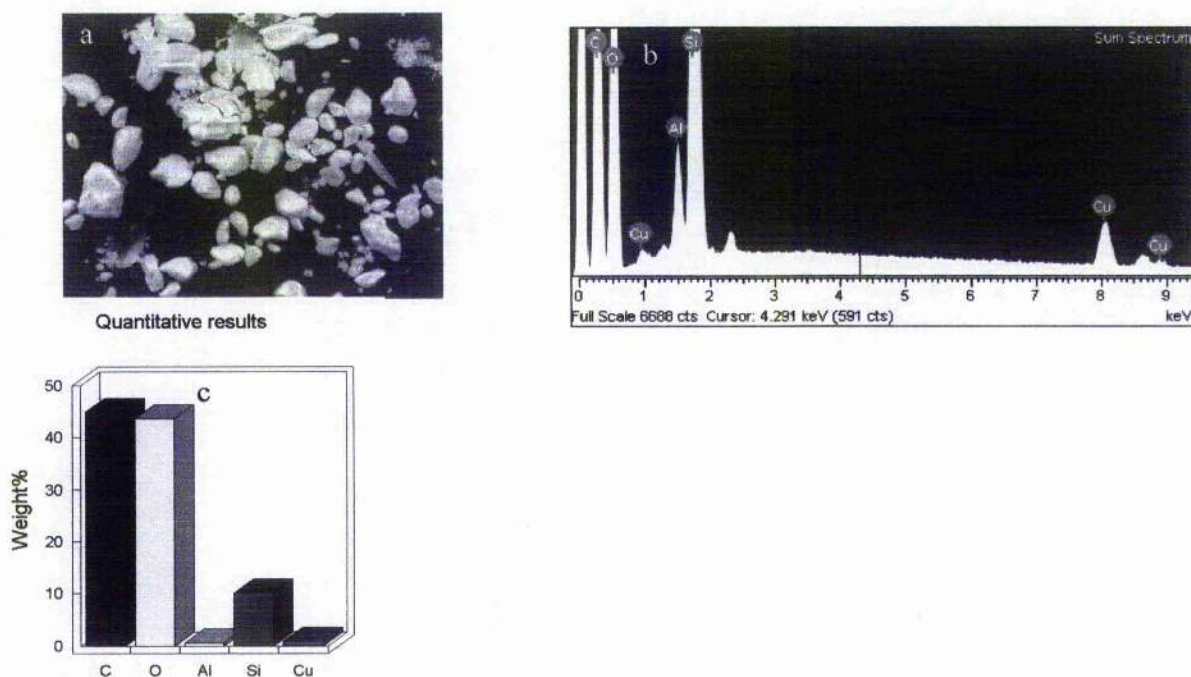 a
Quantitative results
b
Sum Spectrum
C
O
Si
Al
Cu
Cu
Cu
0 1 2 3 4 5 6 7 8 9
Full Scale 6688 cts Cursor: 4.291 keV (591 cts) keV
c
Weight%
50
40
30
20
10
0
C O Al Si Cu